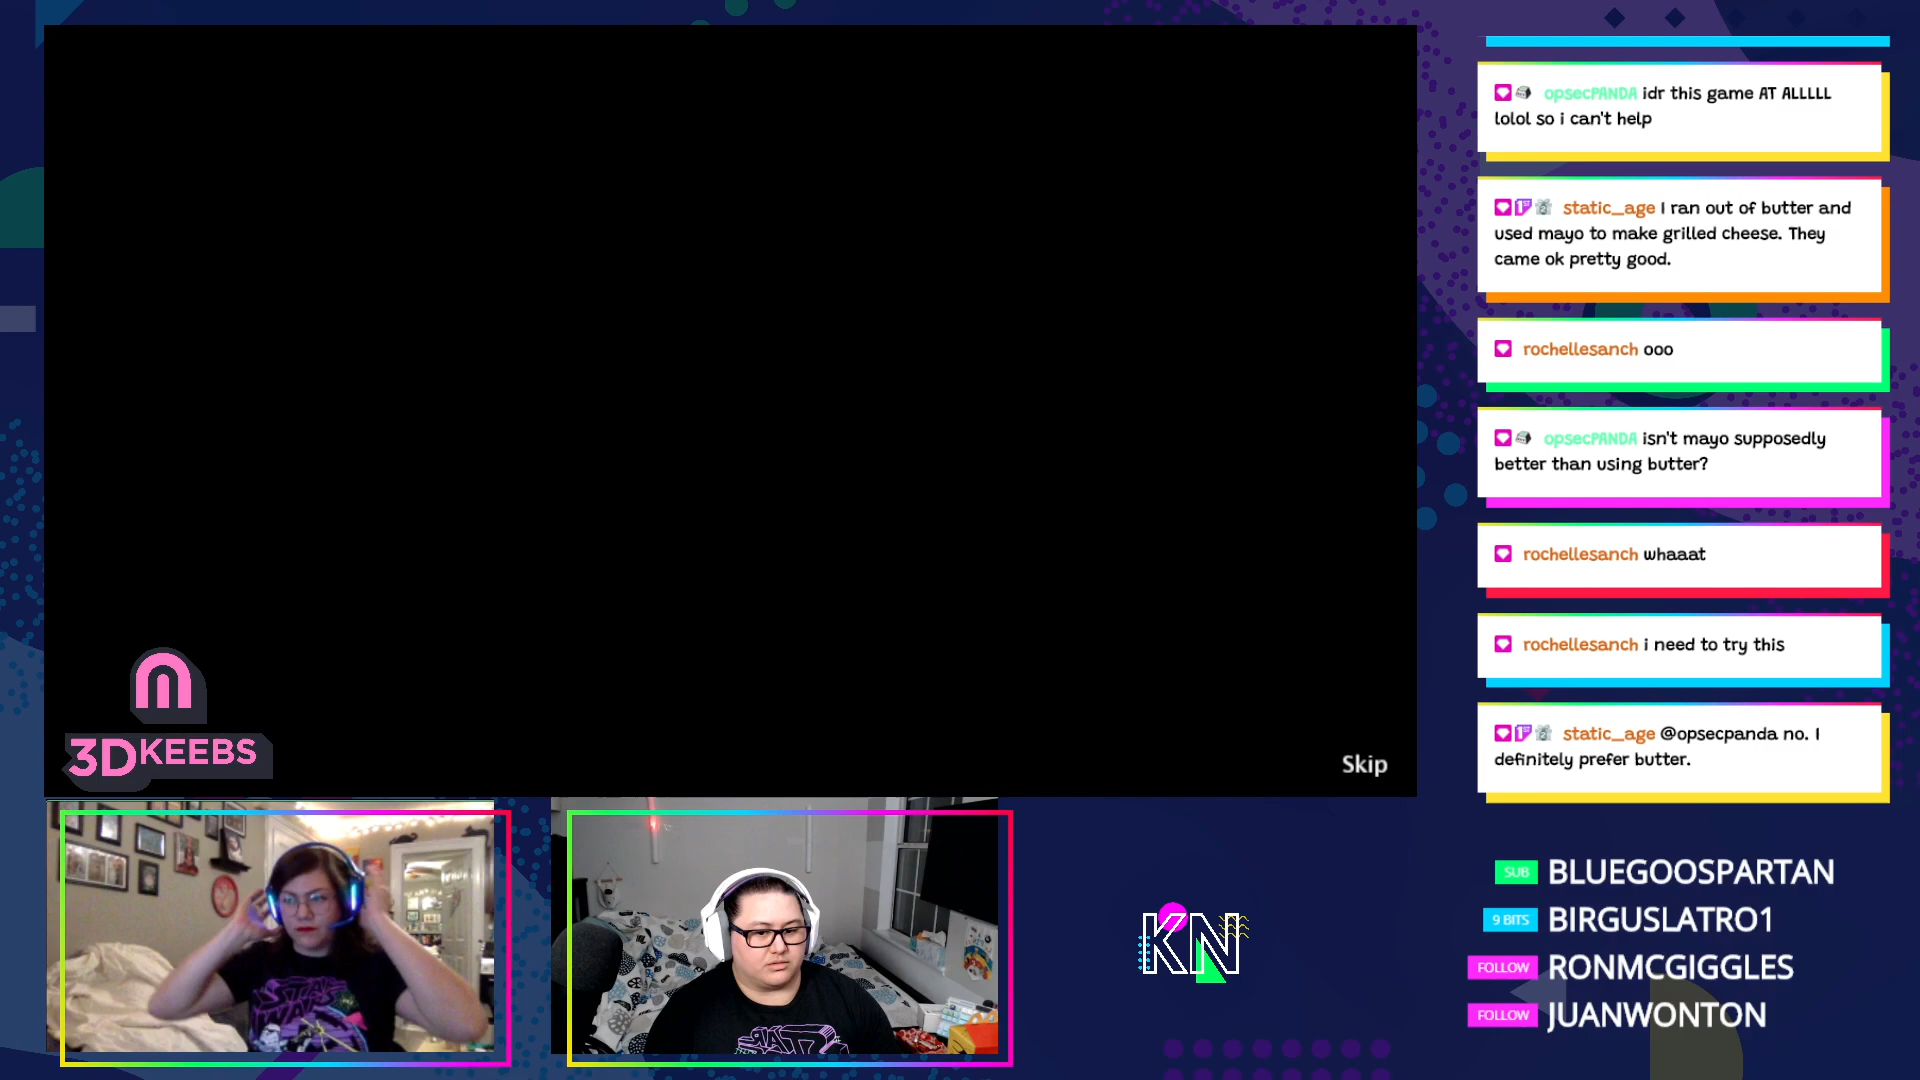 opsecPANDA idr this game AT ALLLLL
lolol so i can't help
static_age I ran out of butter and
used mayo to make grilled cheese. They
came ok pretty good.
rochellesanch ooo
opsecPANDA isn't mayo supposedly
better than using butter?
rochellesanch whaaat
rochellesanch i need to try this
static_age @opsecpanda no. I
definitely prefer butter.
3DKEEBS
Skip
KN
SUB BLUEGOOSPARTAN
9 BITS BIRGUSLATRO1
FOLLOW RONMCGIGGLES
FOLLOW JUANWONTON